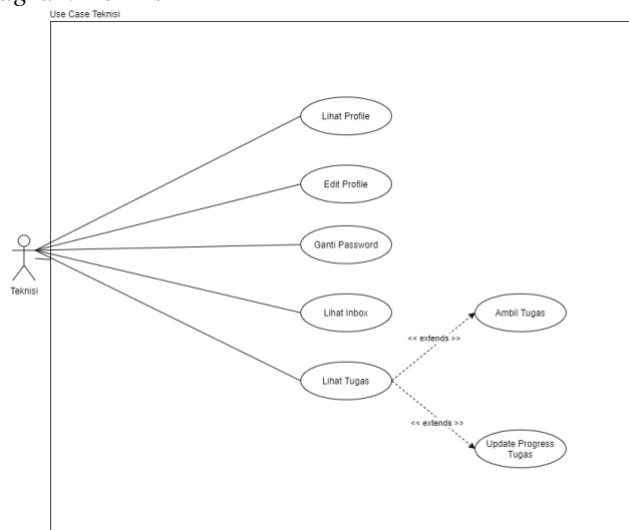 Use Case Teknisi
Lihat Profile
Edit Profile
Ganti Password
Teknisi
Lihat Inbox
Ambil Tugas
<< extends >>
Lihat Tugas
<< extends >>
Update Progress
Tugas